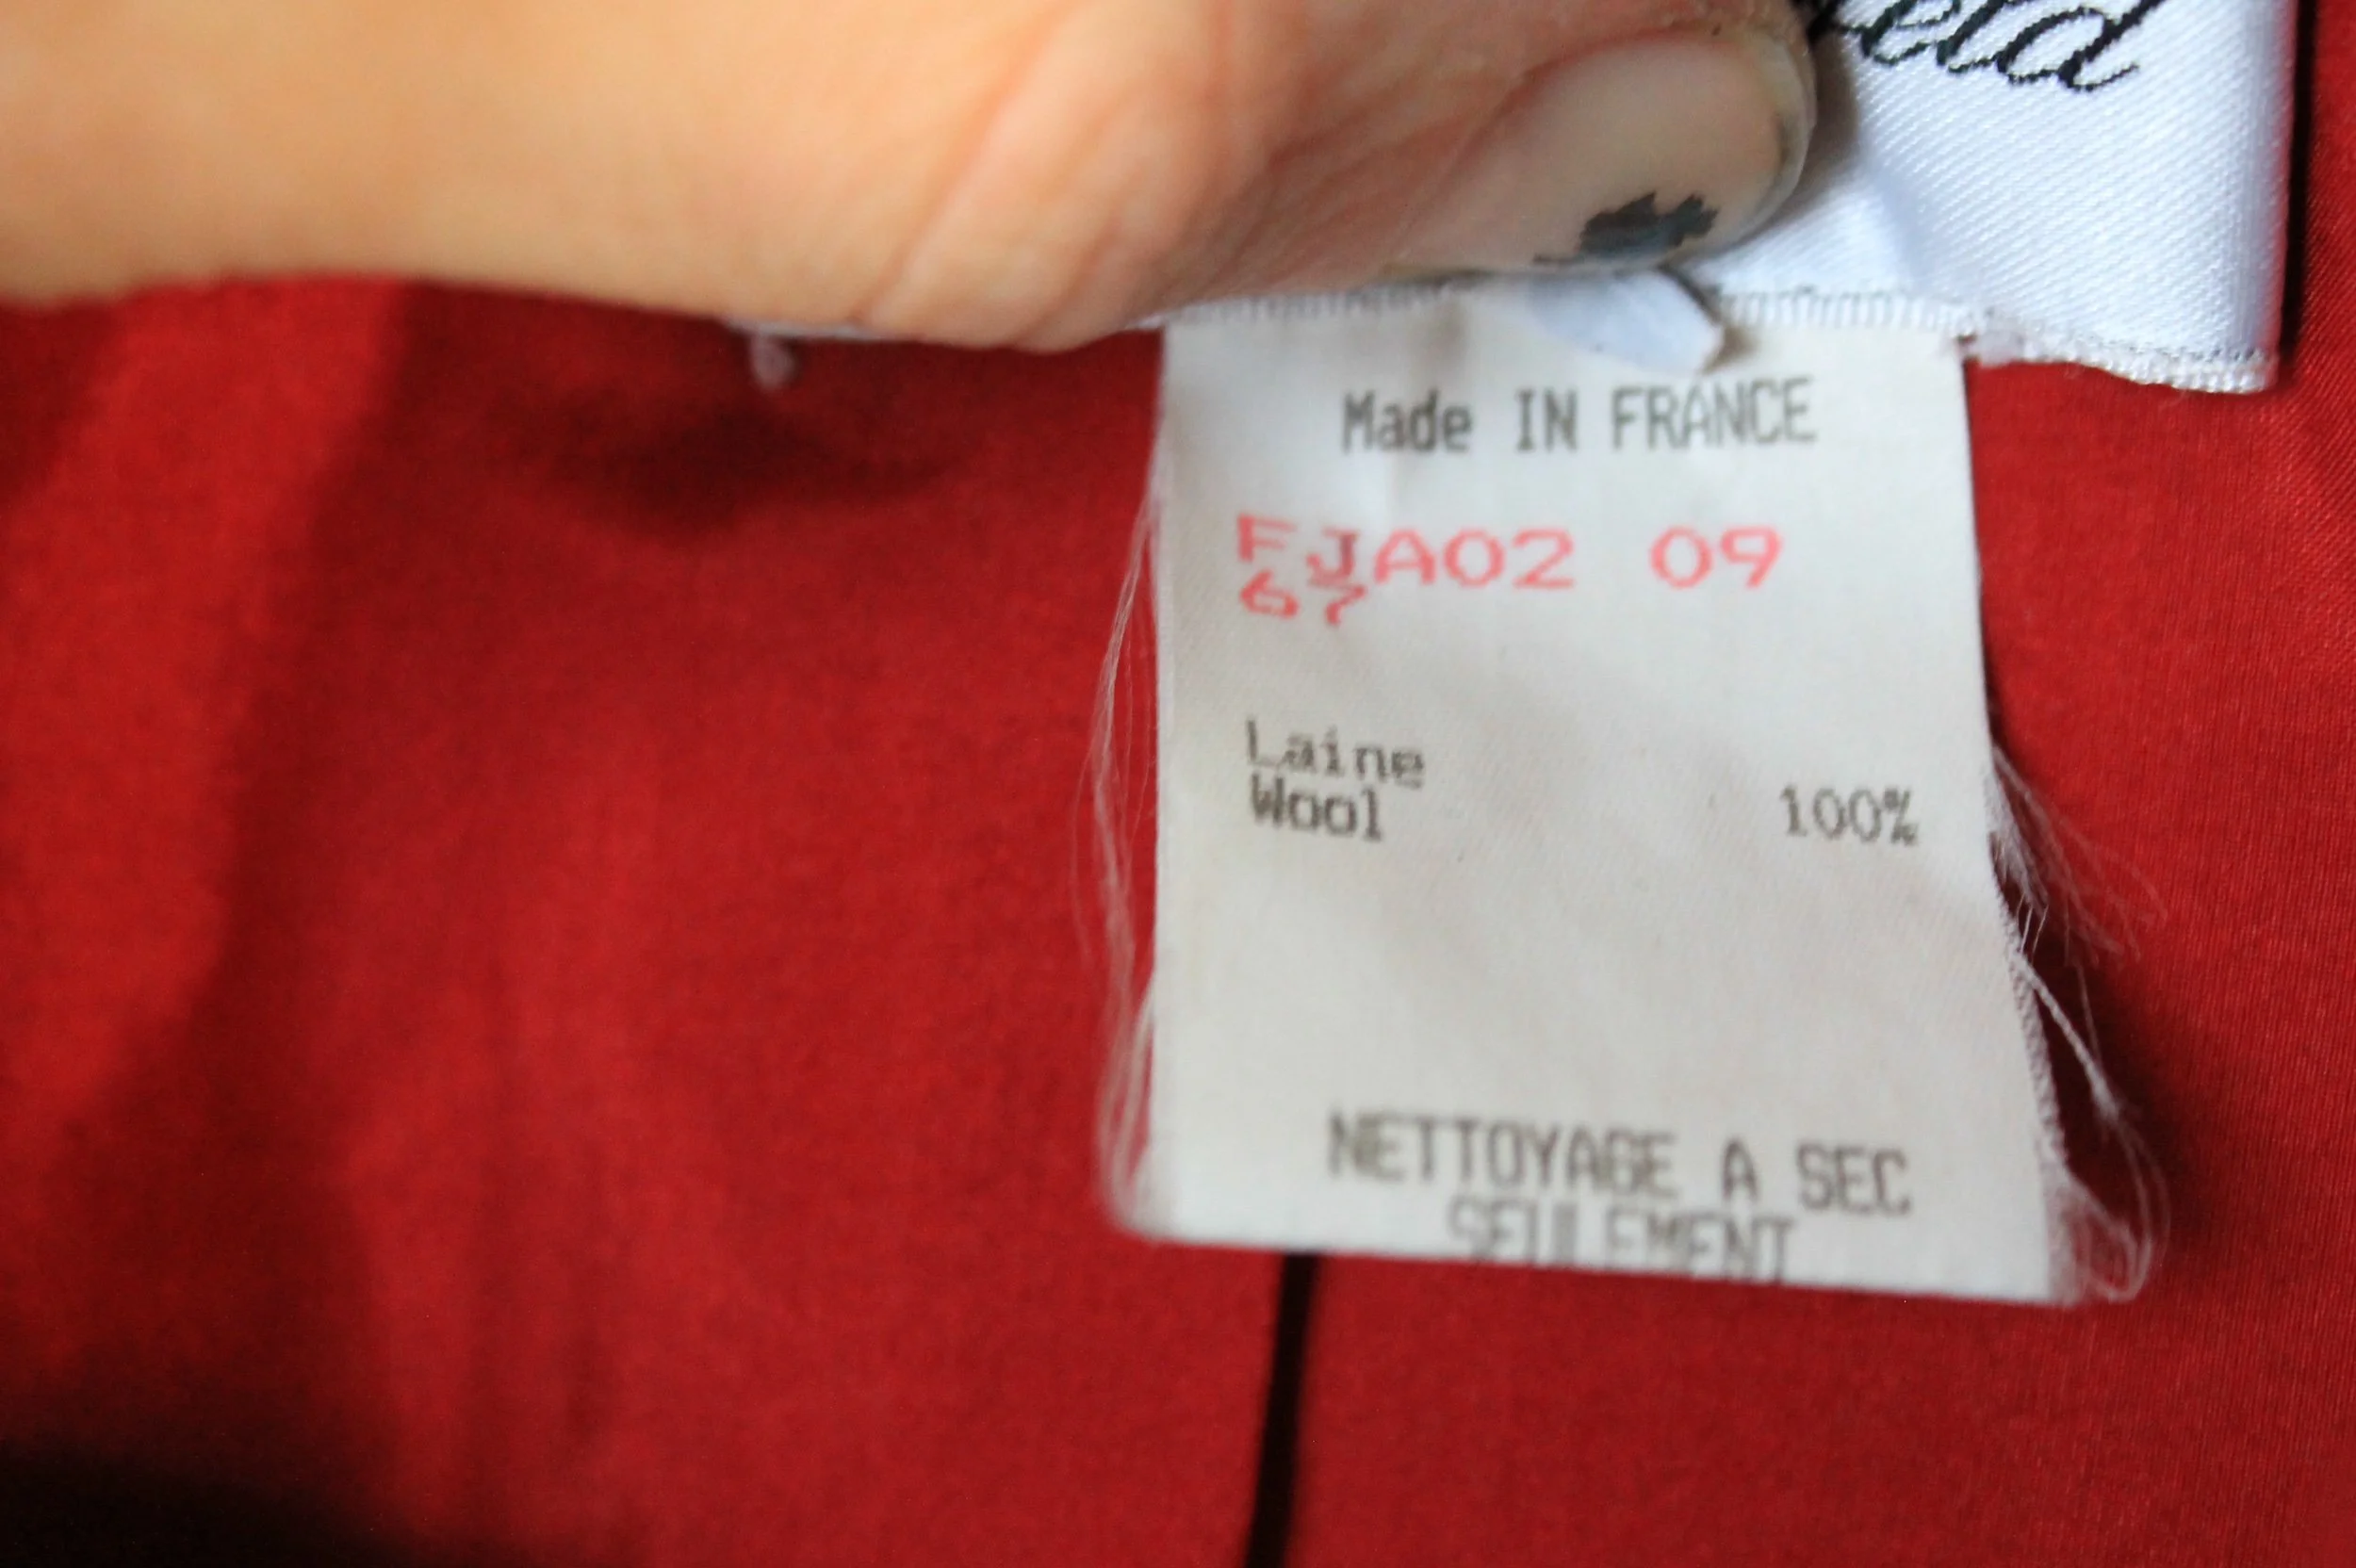 Made IN FRANCE
FJA02 09
67
Laine
Wool 100%
NETTOYAGE A SEC
SEULEMENT